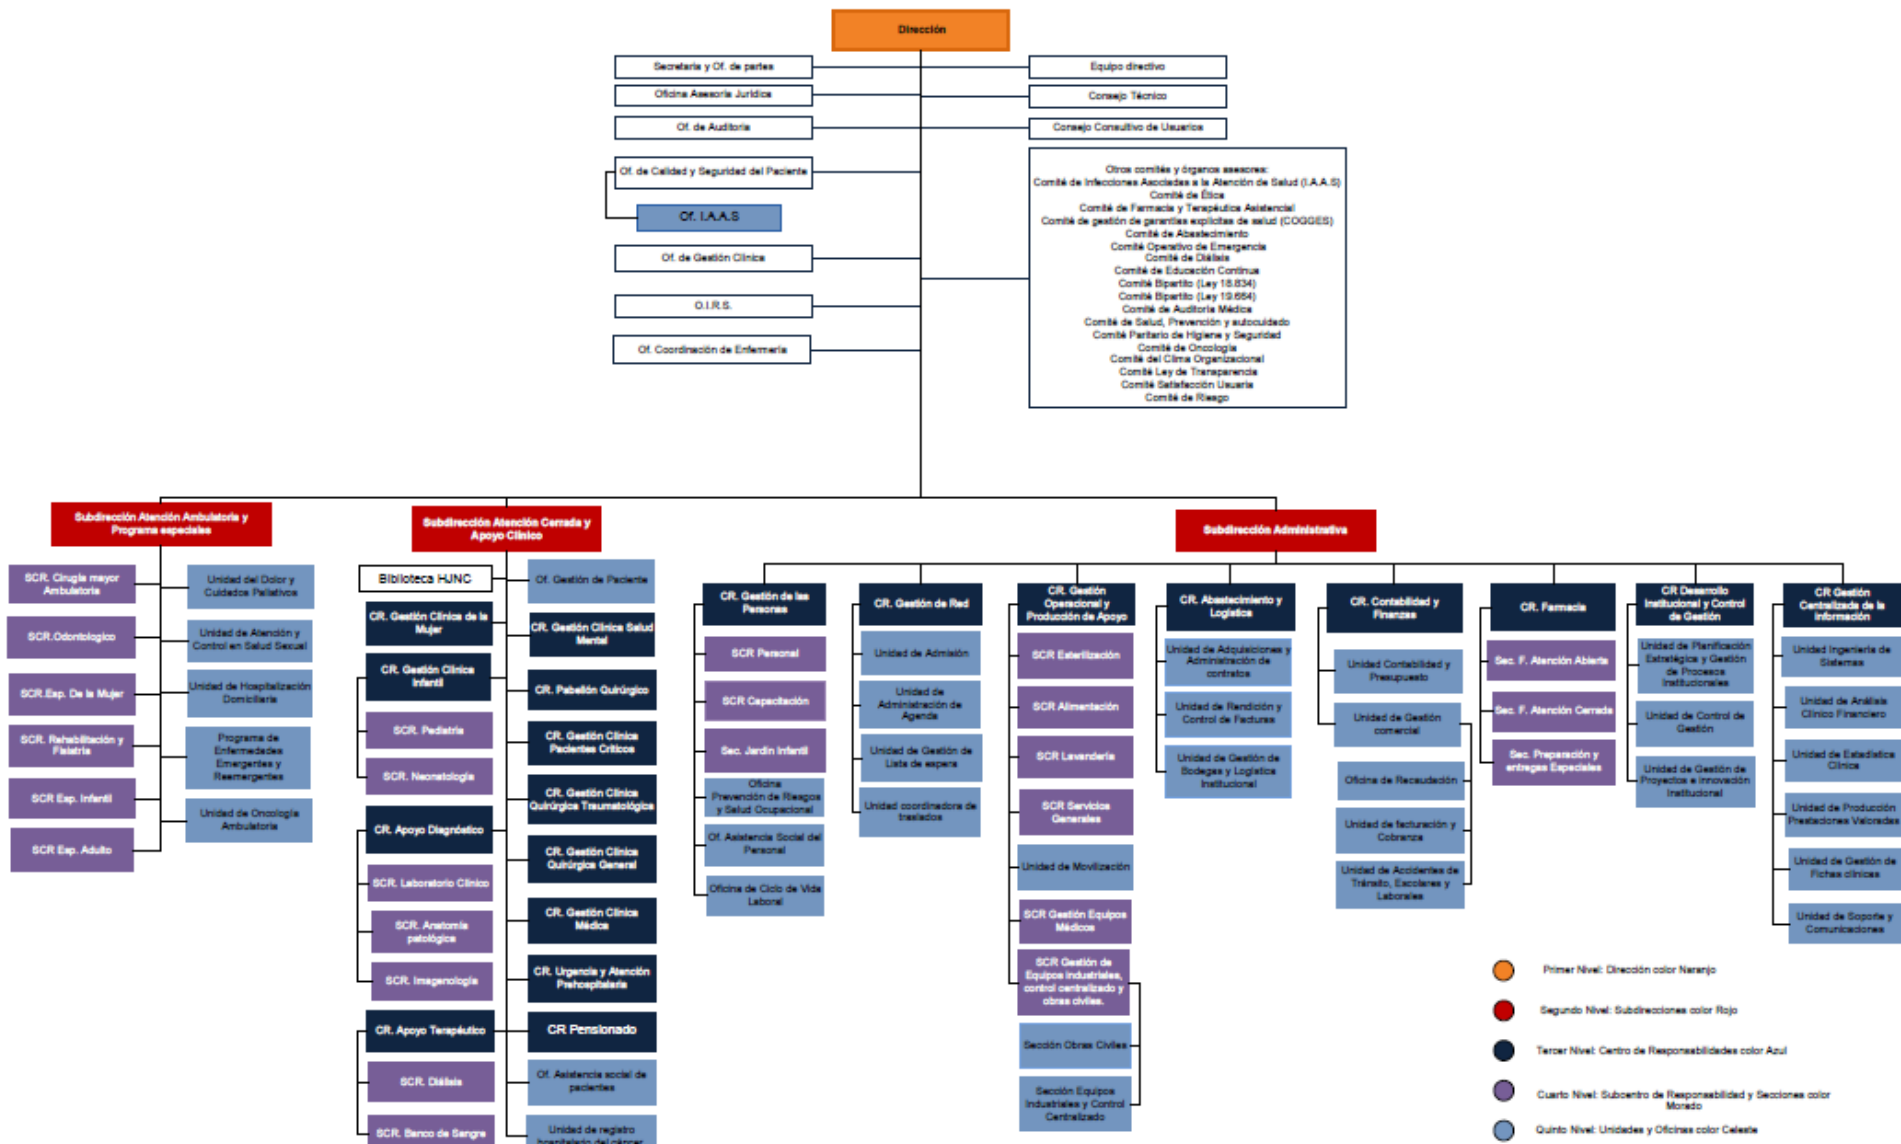 Dirección
Secretaria y Of. de partes
Equipo directivo
Oficina Asesoría Jurídica
Consejo Técnico
Of. de Auditoria
Consejo Consultivo de Usuarios
Of. de Calidad y Seguridad del Paciente
Of. I.A.A.S
Of. de Gestión Clínica
O.I.R.S.
Of. Coordinación de Enfermería
Otros comités y órganos asesores:
Comité de Infecciones Asociadas a la Atención de Salud (I.A.A.S)
Comité de Ética
Comité de Farmacia y Terapéutica Asistencial
Comité de gestión de garantías explícitas de salud (COGGES)
Comité de Abastecimiento
Comité Operativo de Emergencia
Comité de Diálisis
Comité de Educación Continua
Comité Bipartito (Ley 18.834)
Comité Bipartito (Ley 19.664)
Comité de Auditoría Médica
Comité de Salud, Prevención y autocuidado
Comité Paritario de Higiene y Seguridad
Comité de Oncología
Comité del Clima Organizacional
Comité Ley de Transparencia
Comité Satisfacción Usuaria
Comité de Riesgo
Subdirección Atención Ambulatoria y
Programa especiales
SCR. Cirugía mayor
Ambulatoria
SCR.Odontologico
SCR.Esp. De la Mujer
SCR. Rehabilitación y
Fisiatría
SCR Esp. Infantil
SCR Esp. Adulto
Unidad del Dolor y
Cuidados Paliativos
Unidad de Atención y
Control en Salud Sexual
Unidad de Hospitalización
Domiciliaria
Programa de
Enfermedades
Emergentes y
Reemergentes
Unidad de Oncología
Ambulatoria
Subdirección Atención Cerrada y
Apoyo Clínico
Biblioteca HJNC
CR. Gestión Clínica de la
Mujer
CR. Gestión Clínica
Infantil
SCR. Pediatría
SCR. Neonatología
CR. Apoyo Diagnóstico
SCR. Laboratorio Clínico
SCR. Anatomía
patológica
SCR. Imagenología
CR. Apoyo Terapéutico
SCR. Diálisis
SCR. Banco de Sangre
Of. Gestión de Paciente
CR. Gestión Clínica Salud
Mental
CR. Pabellón Quirúrgico
CR. Gestión Clínica
Pacientes Críticos
CR. Gestión Clínica
Quirúrgica Traumatológica
CR. Gestión Clínica
Quirúrgica General
CR. Gestión Clínica
Médica
CR. Urgencia y Atención
Prehospitalaria
CR Pensionado
Of. Asistencia social de
pacientes
Unidad de registro
hospitalario del cáncer
Subdirección Administrativa
CR. Gestión de las
Personas
SCR Personal
SCR Capacitación
Sec. Jardín Infantil
Oficina
Prevención de Riesgos
y Salud Ocupacional
Of. Asistencia Social del
Personal
Oficina de Ciclo de Vida
Laboral
CR. Gestión de Red
Unidad de Admisión
Unidad de
Administración de
Agenda
Unidad de Gestión de
Lista de espera
Unidad coordinadora de
traslados
CR. Gestión
Operacional y
Producción de Apoyo
SCR Esterilización
SCR Alimentación
SCR Lavandería
SCR Servicios
Generales
Unidad de Movilización
SCR Gestión Equipos
Médicos
SCR Gestión de
Equipos industriales,
control centralizado y
obras civiles.
Sección Obras Civiles
Sección Equipos
Industriales y Control
Centralizado
CR. Abastecimiento y
Logística
Unidad de Adquisiciones y
Administración de
contratos
Unidad de Rendición y
Control de Facturas
Unidad de Gestión de
Bodegas y Logística
Institucional
CR. Contabilidad y
Finanzas
Unidad Contabilidad y
Presupuesto
Unidad de Gestión
comercial
Oficina de Recaudación
Unidad de facturación y
Cobranza
Unidad de Accidentes de
Tránsito, Escolares y
Laborales
CR. Farmacia
Sec. F. Atención Abierta
Sec. F. Atención Cerrada
Sec. Preparación y
entregas Especiales
CR Desarrollo
Institucional y Control
de Gestión
Unidad de Planificación
Estratégica y Gestión
de Procesos
Institucionales
Unidad de Control de
Gestión
Unidad de Gestión de
Proyectos e Innovación
Institucional
CR Gestión
Centralizada de la
Información
Unidad Ingeniería de
Sistemas
Unidad de Análisis
Clínico Financiero
Unidad de Estadística
Clínica
Unidad de Producción
Prestaciones Valoradas
Unidad de Gestión de
Fichas clínicas
Unidad de Soporte y
Comunicaciones
Primer Nivel: Dirección color Naranjo
Segundo Nivel: Subdirecciones color Rojo
Tercer Nivel: Centro de Responsabilidades color Azul
Cuarto Nivel: Subcentro de Responsabilidad y Secciones color
Morado
Quinto Nivel: Unidades y Oficinas color Celeste